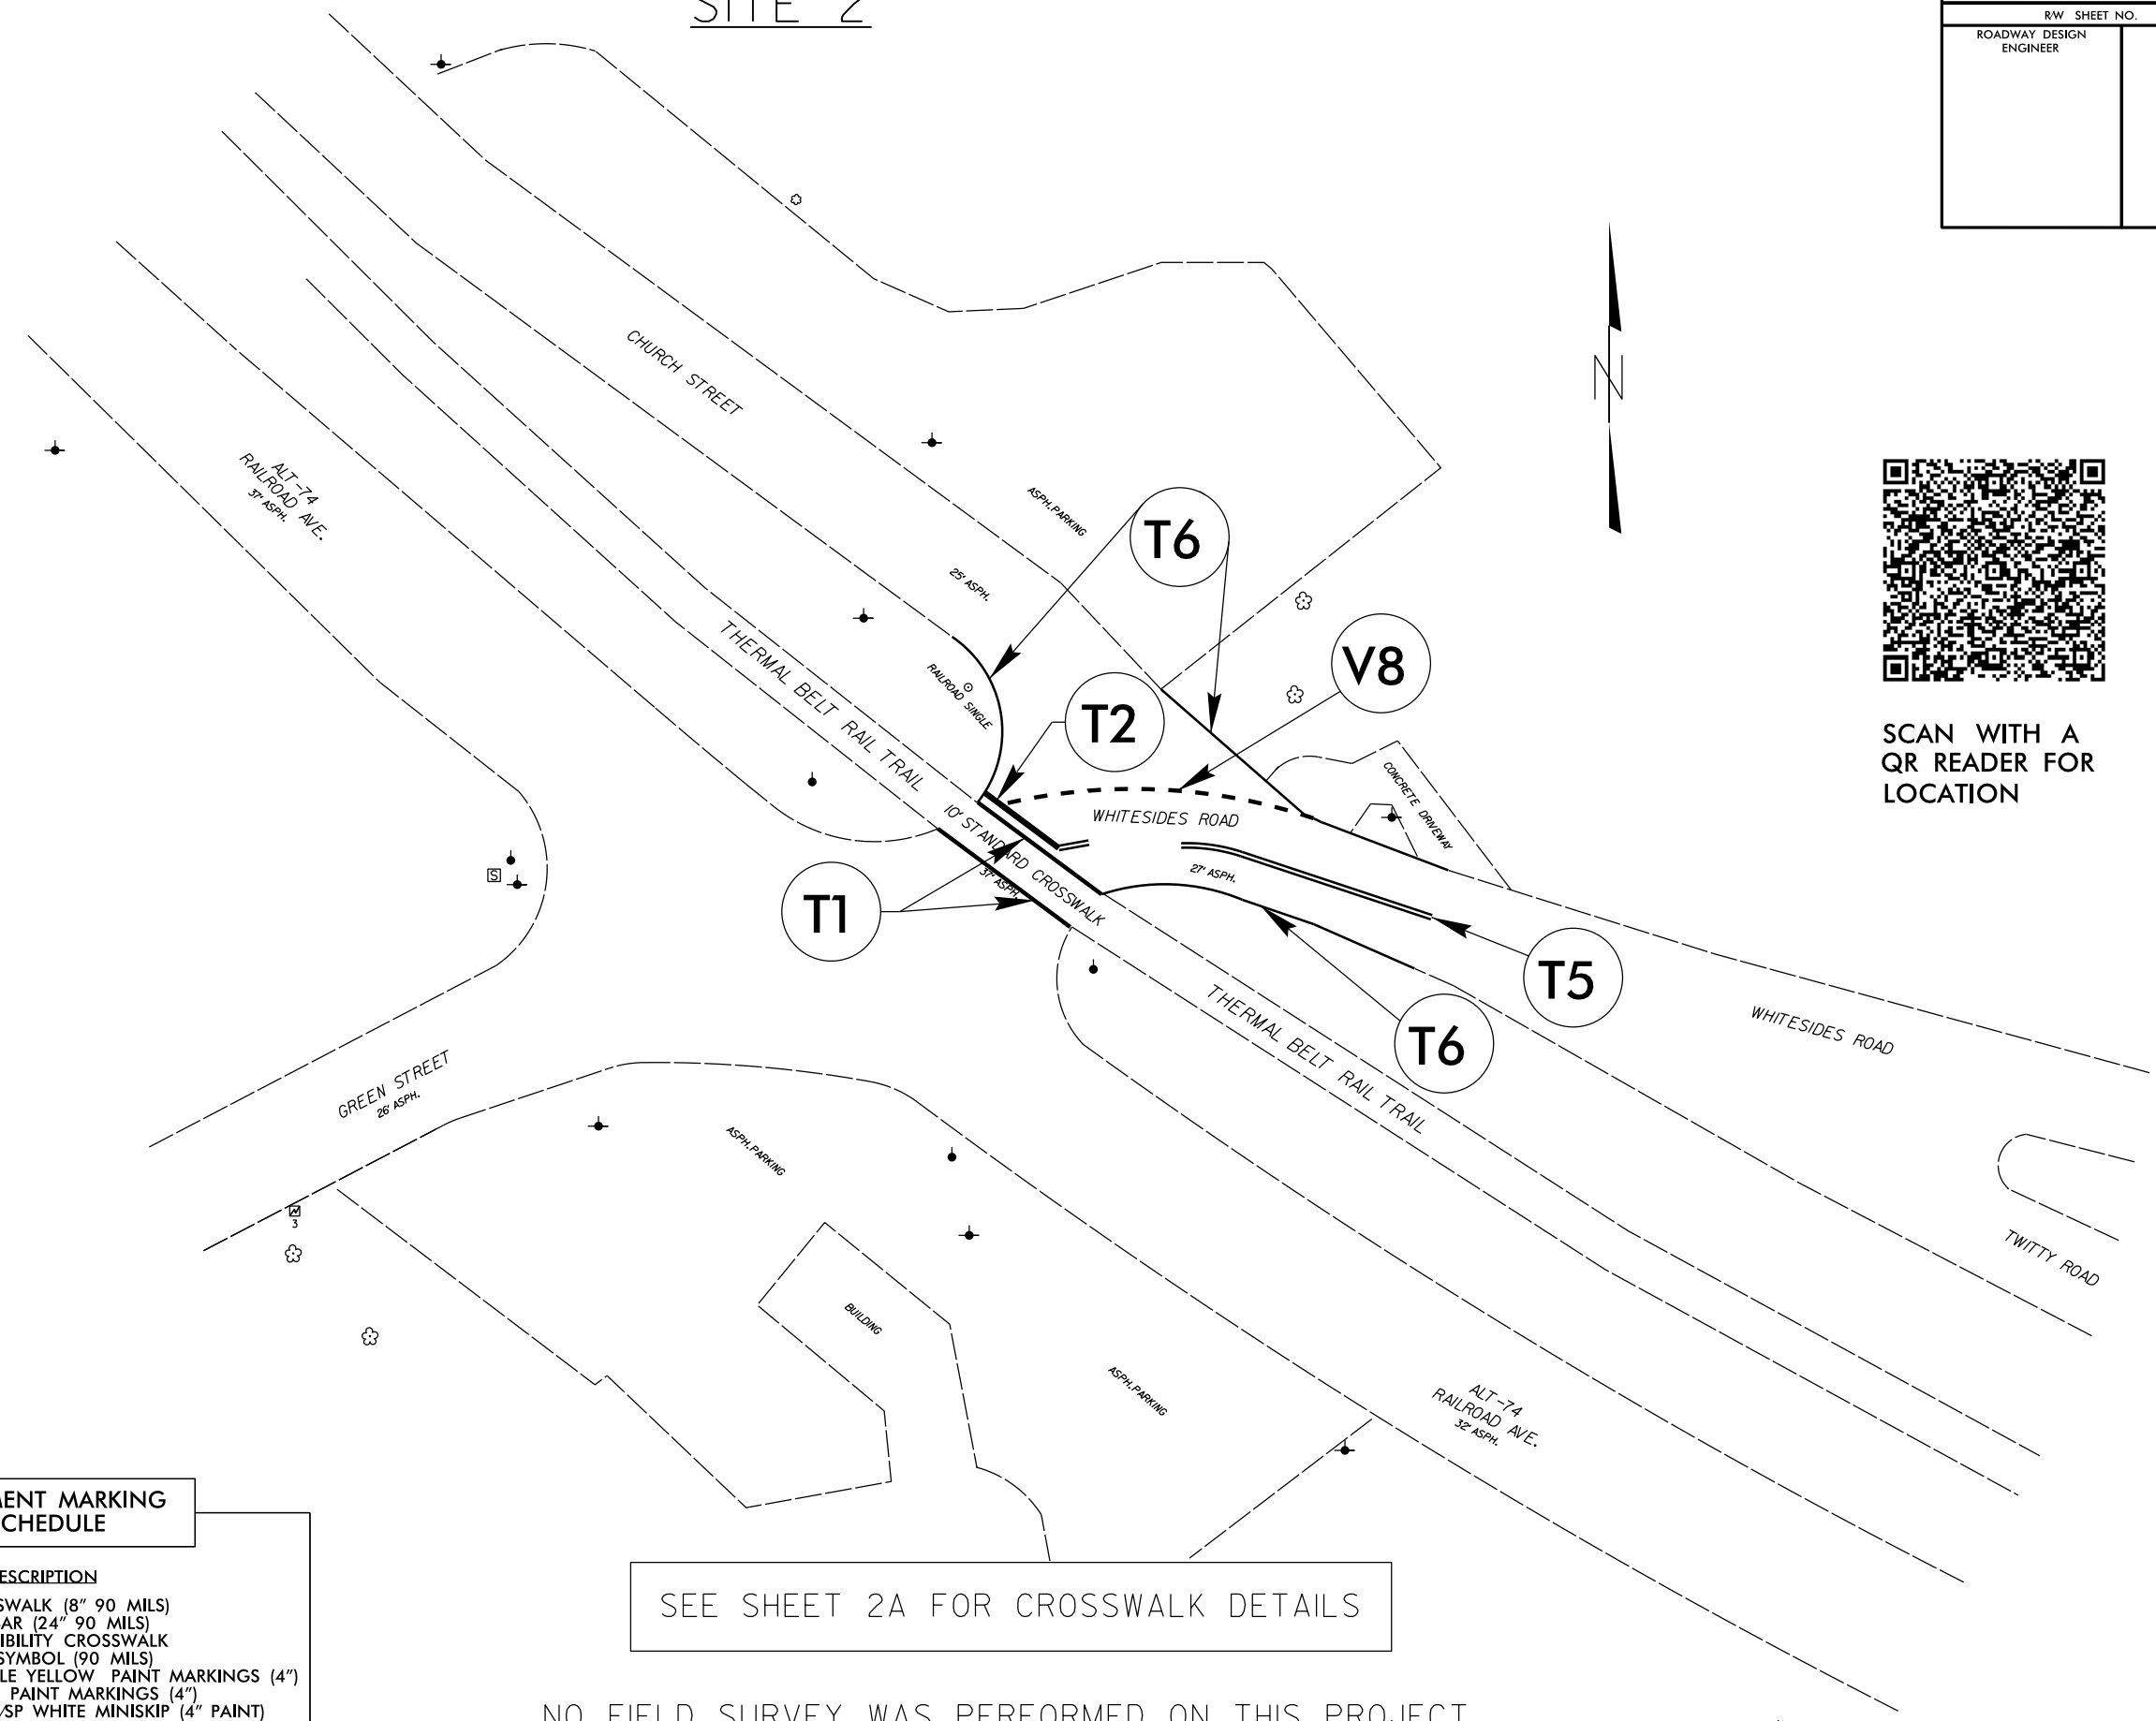 SITE 2
R/W SHEET NO.
ROADWAY DESIGN
ENGINEER
CHURCH STREET
ALT-74
RAILROAD AVE.
37' ASPH.
ASPH. PARKING
N
T6
25' ASPH.
THERMAL BELT RAIL TRAIL
RAILROAD SINGLE
V8
T2
SCAN WITH A
QR READER FOR
LOCATION
CONCRETE DRIVEWAY
WHITESIDES ROAD
10' STANDARD CROSSWALK
37' ASPH.
27' ASPH.
S
T1
T5
T6
THERMAL BELT RAIL TRAIL
WHITESIDES ROAD
GREEN STREET
26' ASPH.
ASPH. PARKING
3
TWITTY ROAD
BUILDING
ASPH. PARKING
ALT-74
RAILROAD AVE.
32' ASPH.
MENT MARKING
CHEDULE
ESCRIPTION
SWALK (8" 90 MILS)
AR (24" 90 MILS)
IBILITY CROSSWALK
SYMBOL (90 MILS)
LE YELLOW PAINT MARKINGS (4")
PAINT MARKINGS (4")
/SP WHITE MINISKIP (4" PAINT)
SEE SHEET 2A FOR CROSSWALK DETAILS
NO FIELD SURVEY WAS PERFORMED ON THIS PROJECT